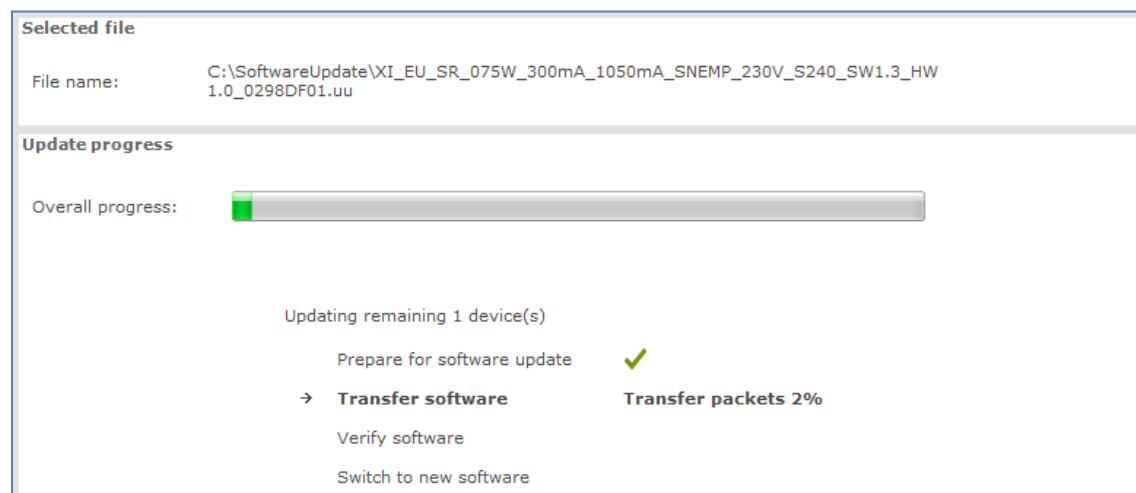 Selected file
File name:
C:\SoftwareUpdate\XI_EU_SR_075W_300mA_1050mA_SNEMP_230V_S240_SW1.3_HW
1.0_0298DF01.uu
Update progress
Overall progress:
Updating remaining 1 device(s)
Prepare for software update
→ Transfer software Transfer packets 2%
Verify software
Switch to new software